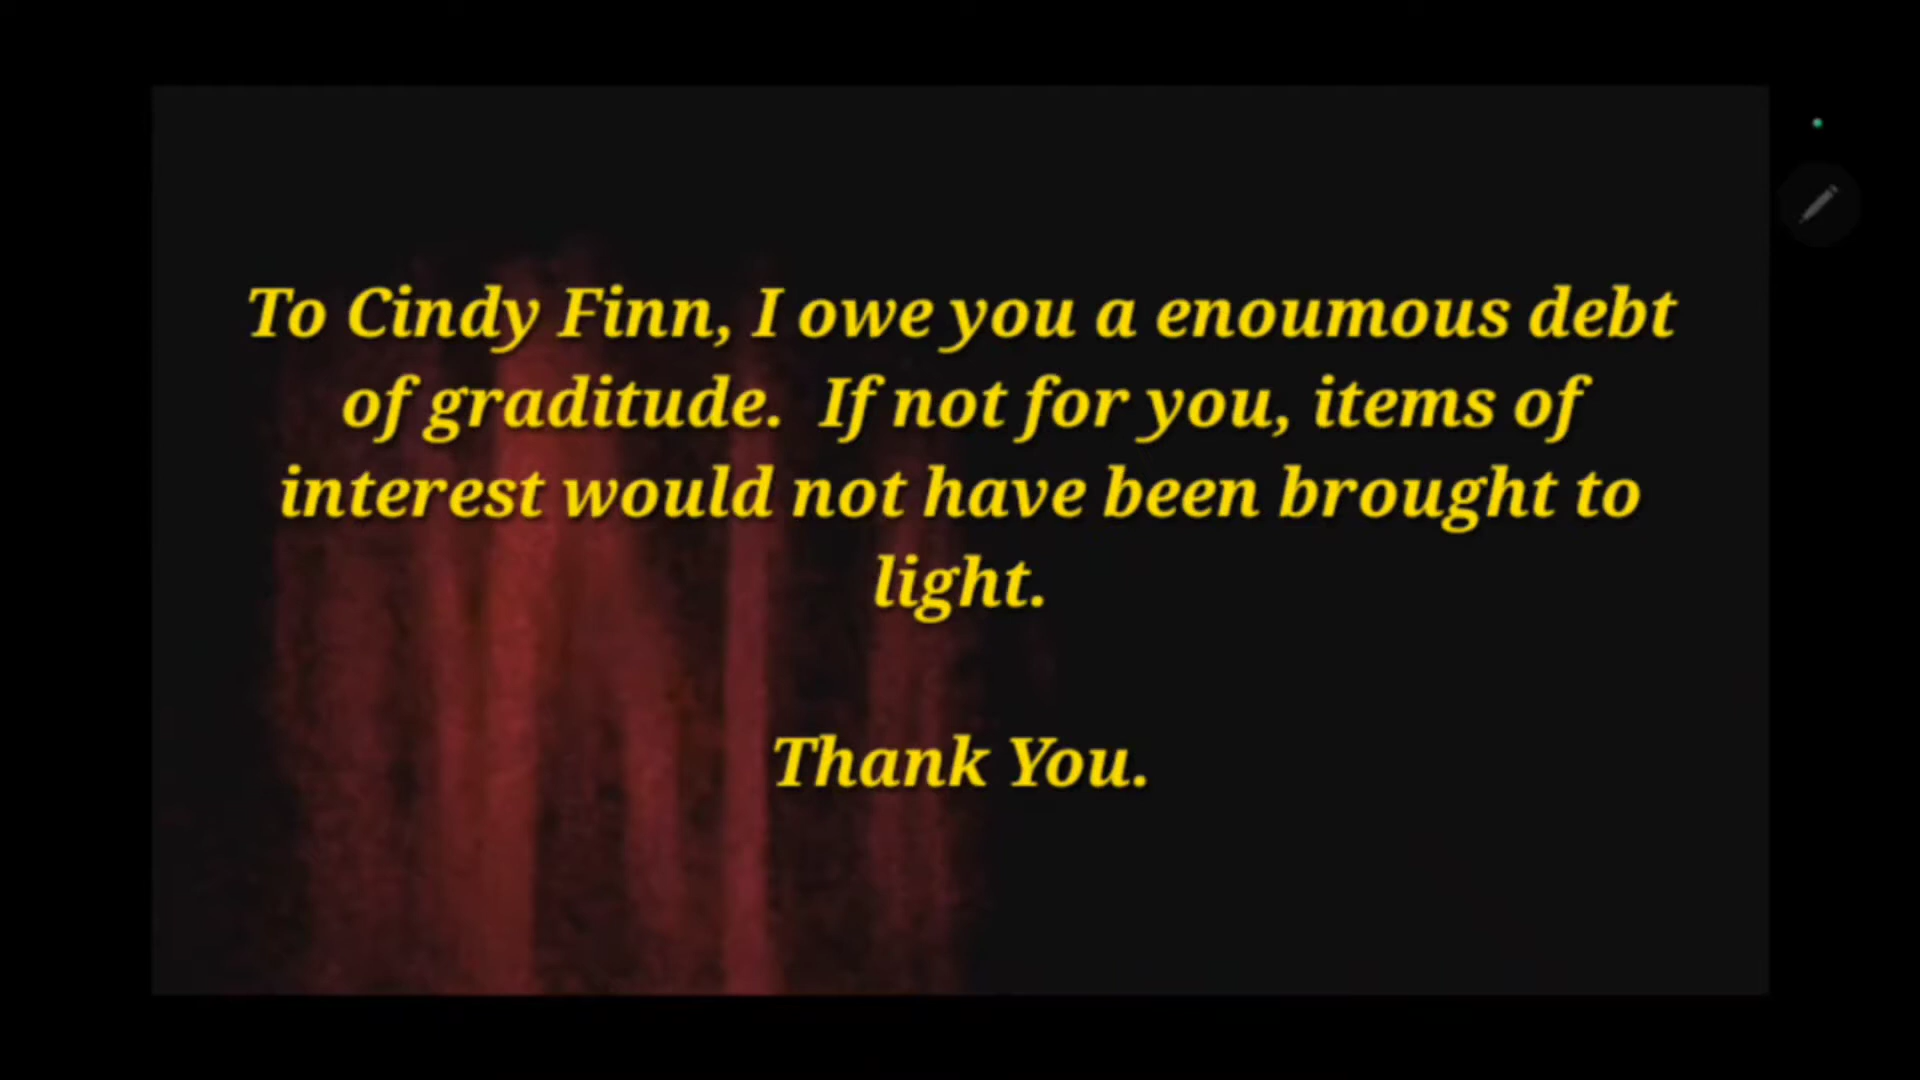 To Cindy Finn, I owe you a enoumous debt
of graditude.  If not for you, items of
interest would not have been brought to
light.
Thank You.